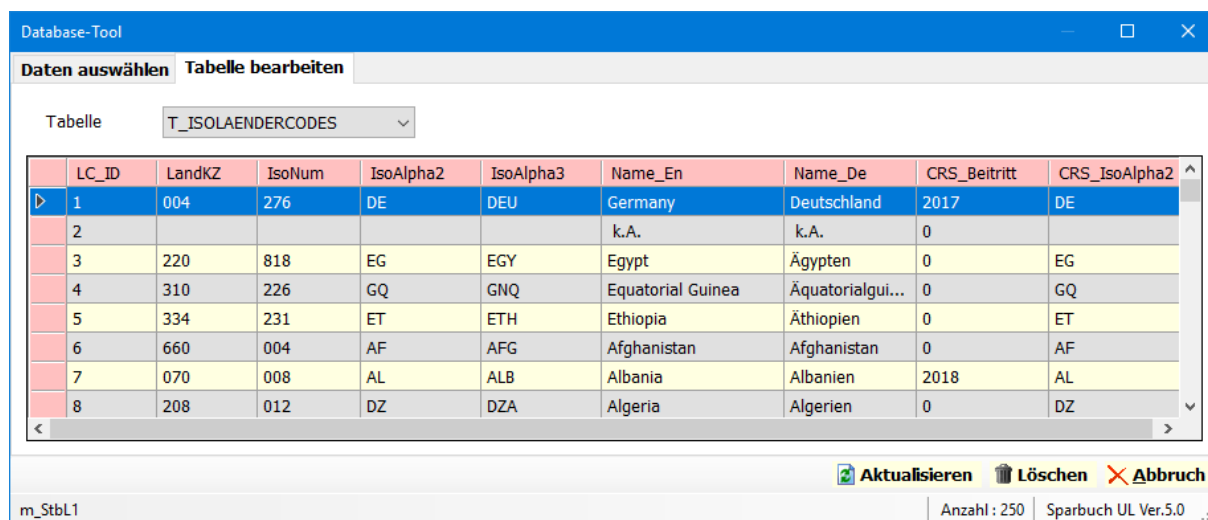 Database-Tool
Daten auswählen Tabelle bearbeiten
Tabelle T_ISOLAENDERCODES
LC_ID LandKZ IsoNum IsoAlpha2 IsoAlpha3 Name_En Name_De CRS_Beitritt CRS_IsoAlpha2
1 004 276 DE DEU Germany Deutschland 2017 DE
2 k.A. k.A. 0
3 220 818 EG EGY Egypt Ägypten 0 EG
4 310 226 GQ GNQ Equatorial Guinea Äquatorialgui... 0 GQ
5 334 231 ET ETH Ethiopia Äthiopien 0 ET
6 660 004 AF AFG Afghanistan Afghanistan 0 AF
7 070 008 AL ALB Albania Albanien 2018 AL
8 208 012 DZ DZA Algeria Algerien 0 DZ
Aktualisieren Löschen Abbruch
m_StbL1 Anzahl : 250 Sparbuch UL Ver.5.0